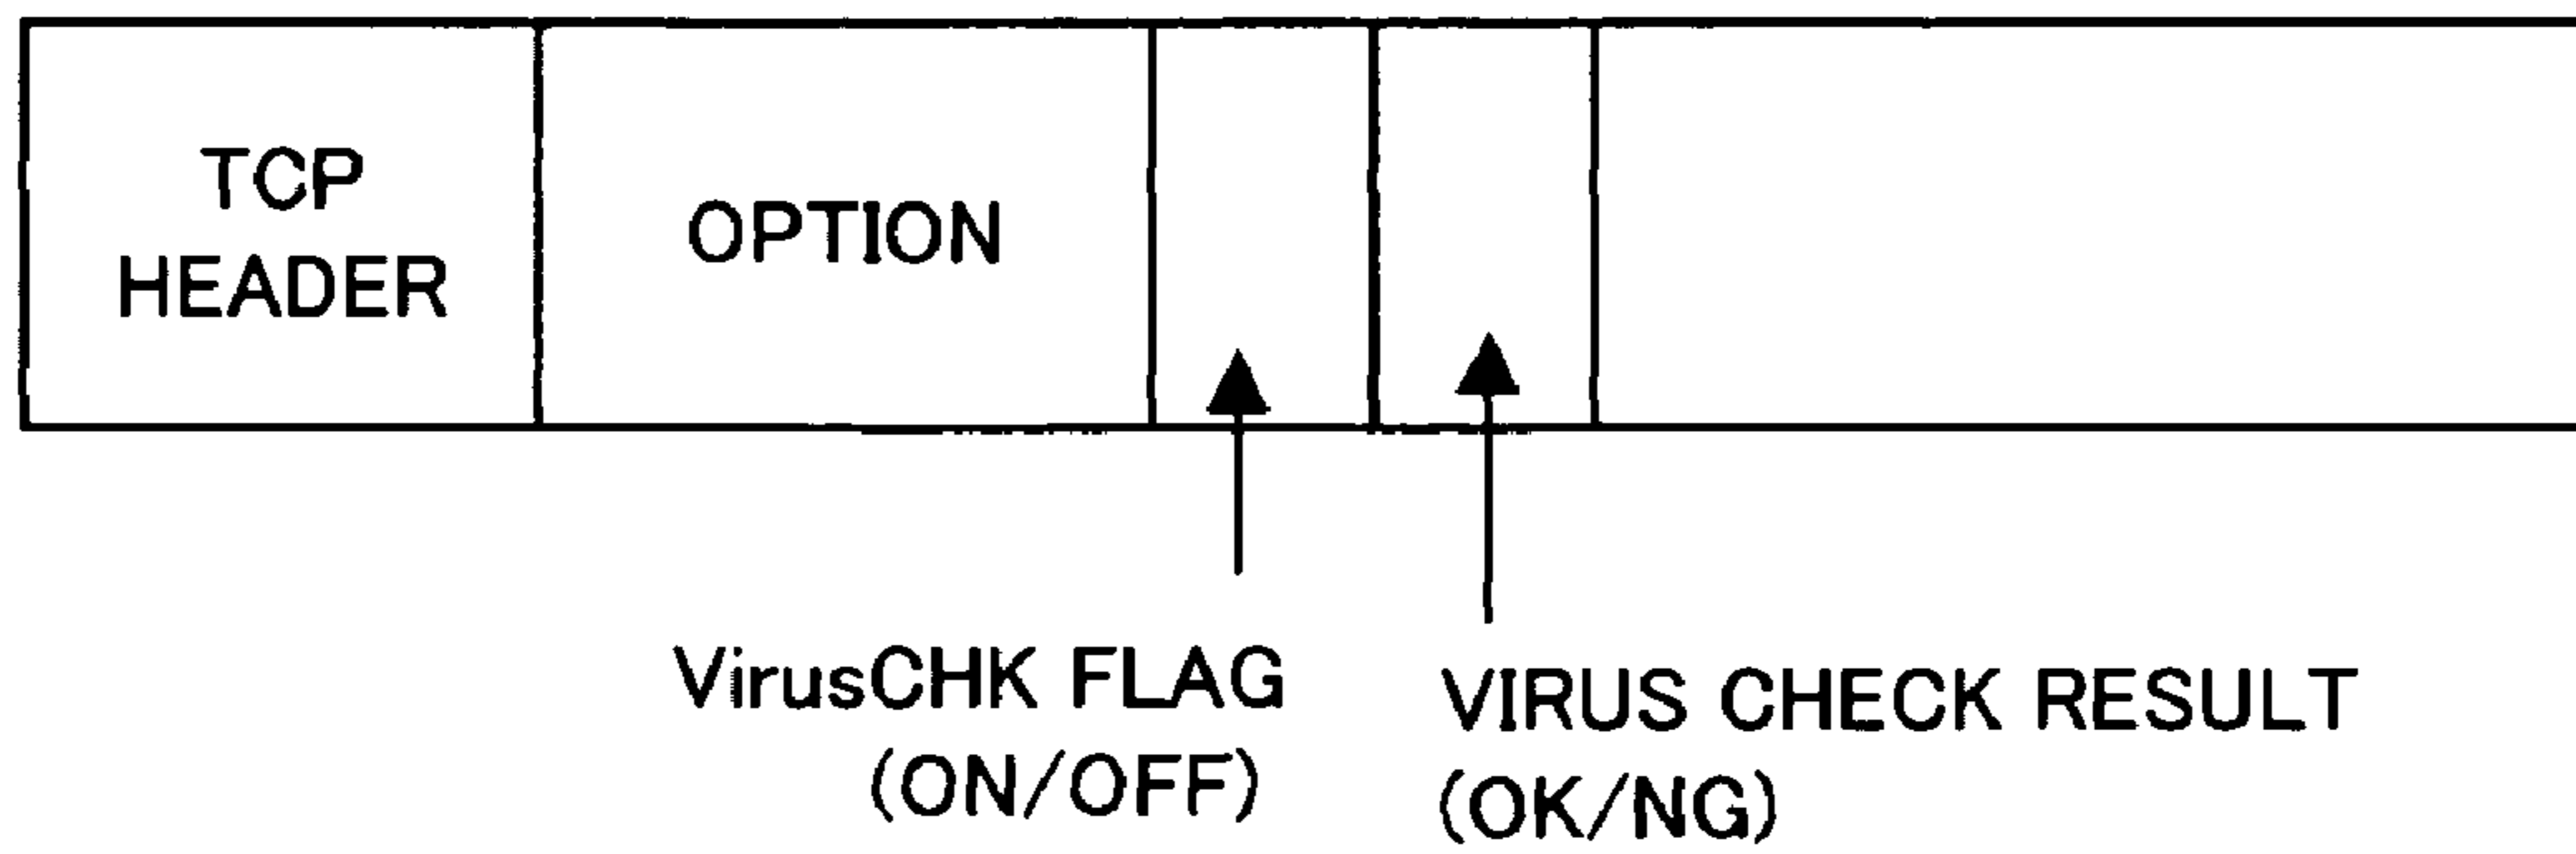 TCP
HEADER
OPTION
VirusCHK FLAG
(ON/OFF)
VIRUS CHECK RESULT
(OK/NG)